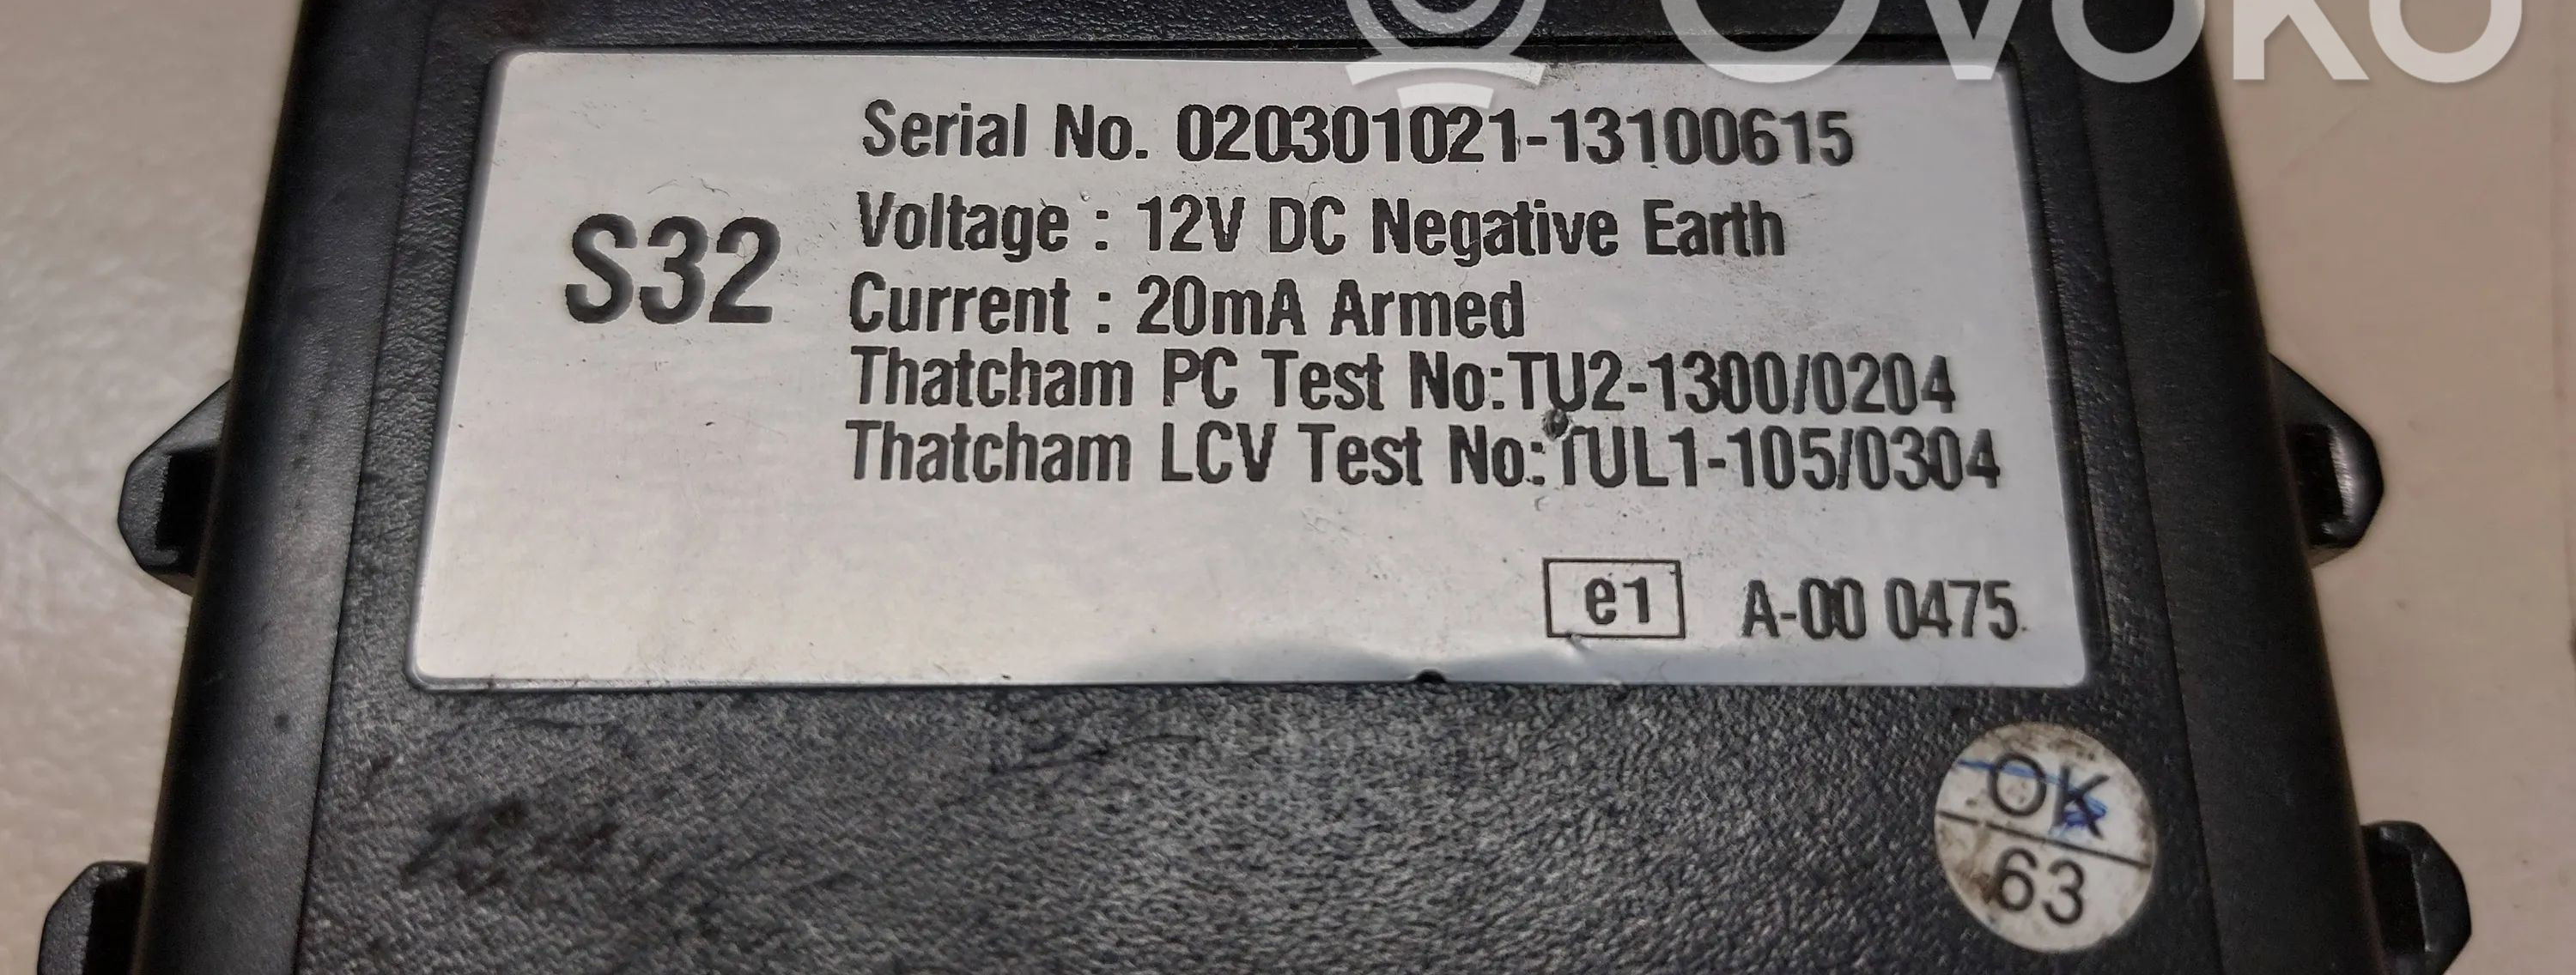 Ovoko
Serial No. 020301021-13100615
S32
Voltage : 12V DC Negative Earth
Current : 20mA Armed
Thatcham PC Test No:TU2-1300/0204
Thatcham LCV Test No:TUL1-105/0304
e1 A-00 0475
OK
63